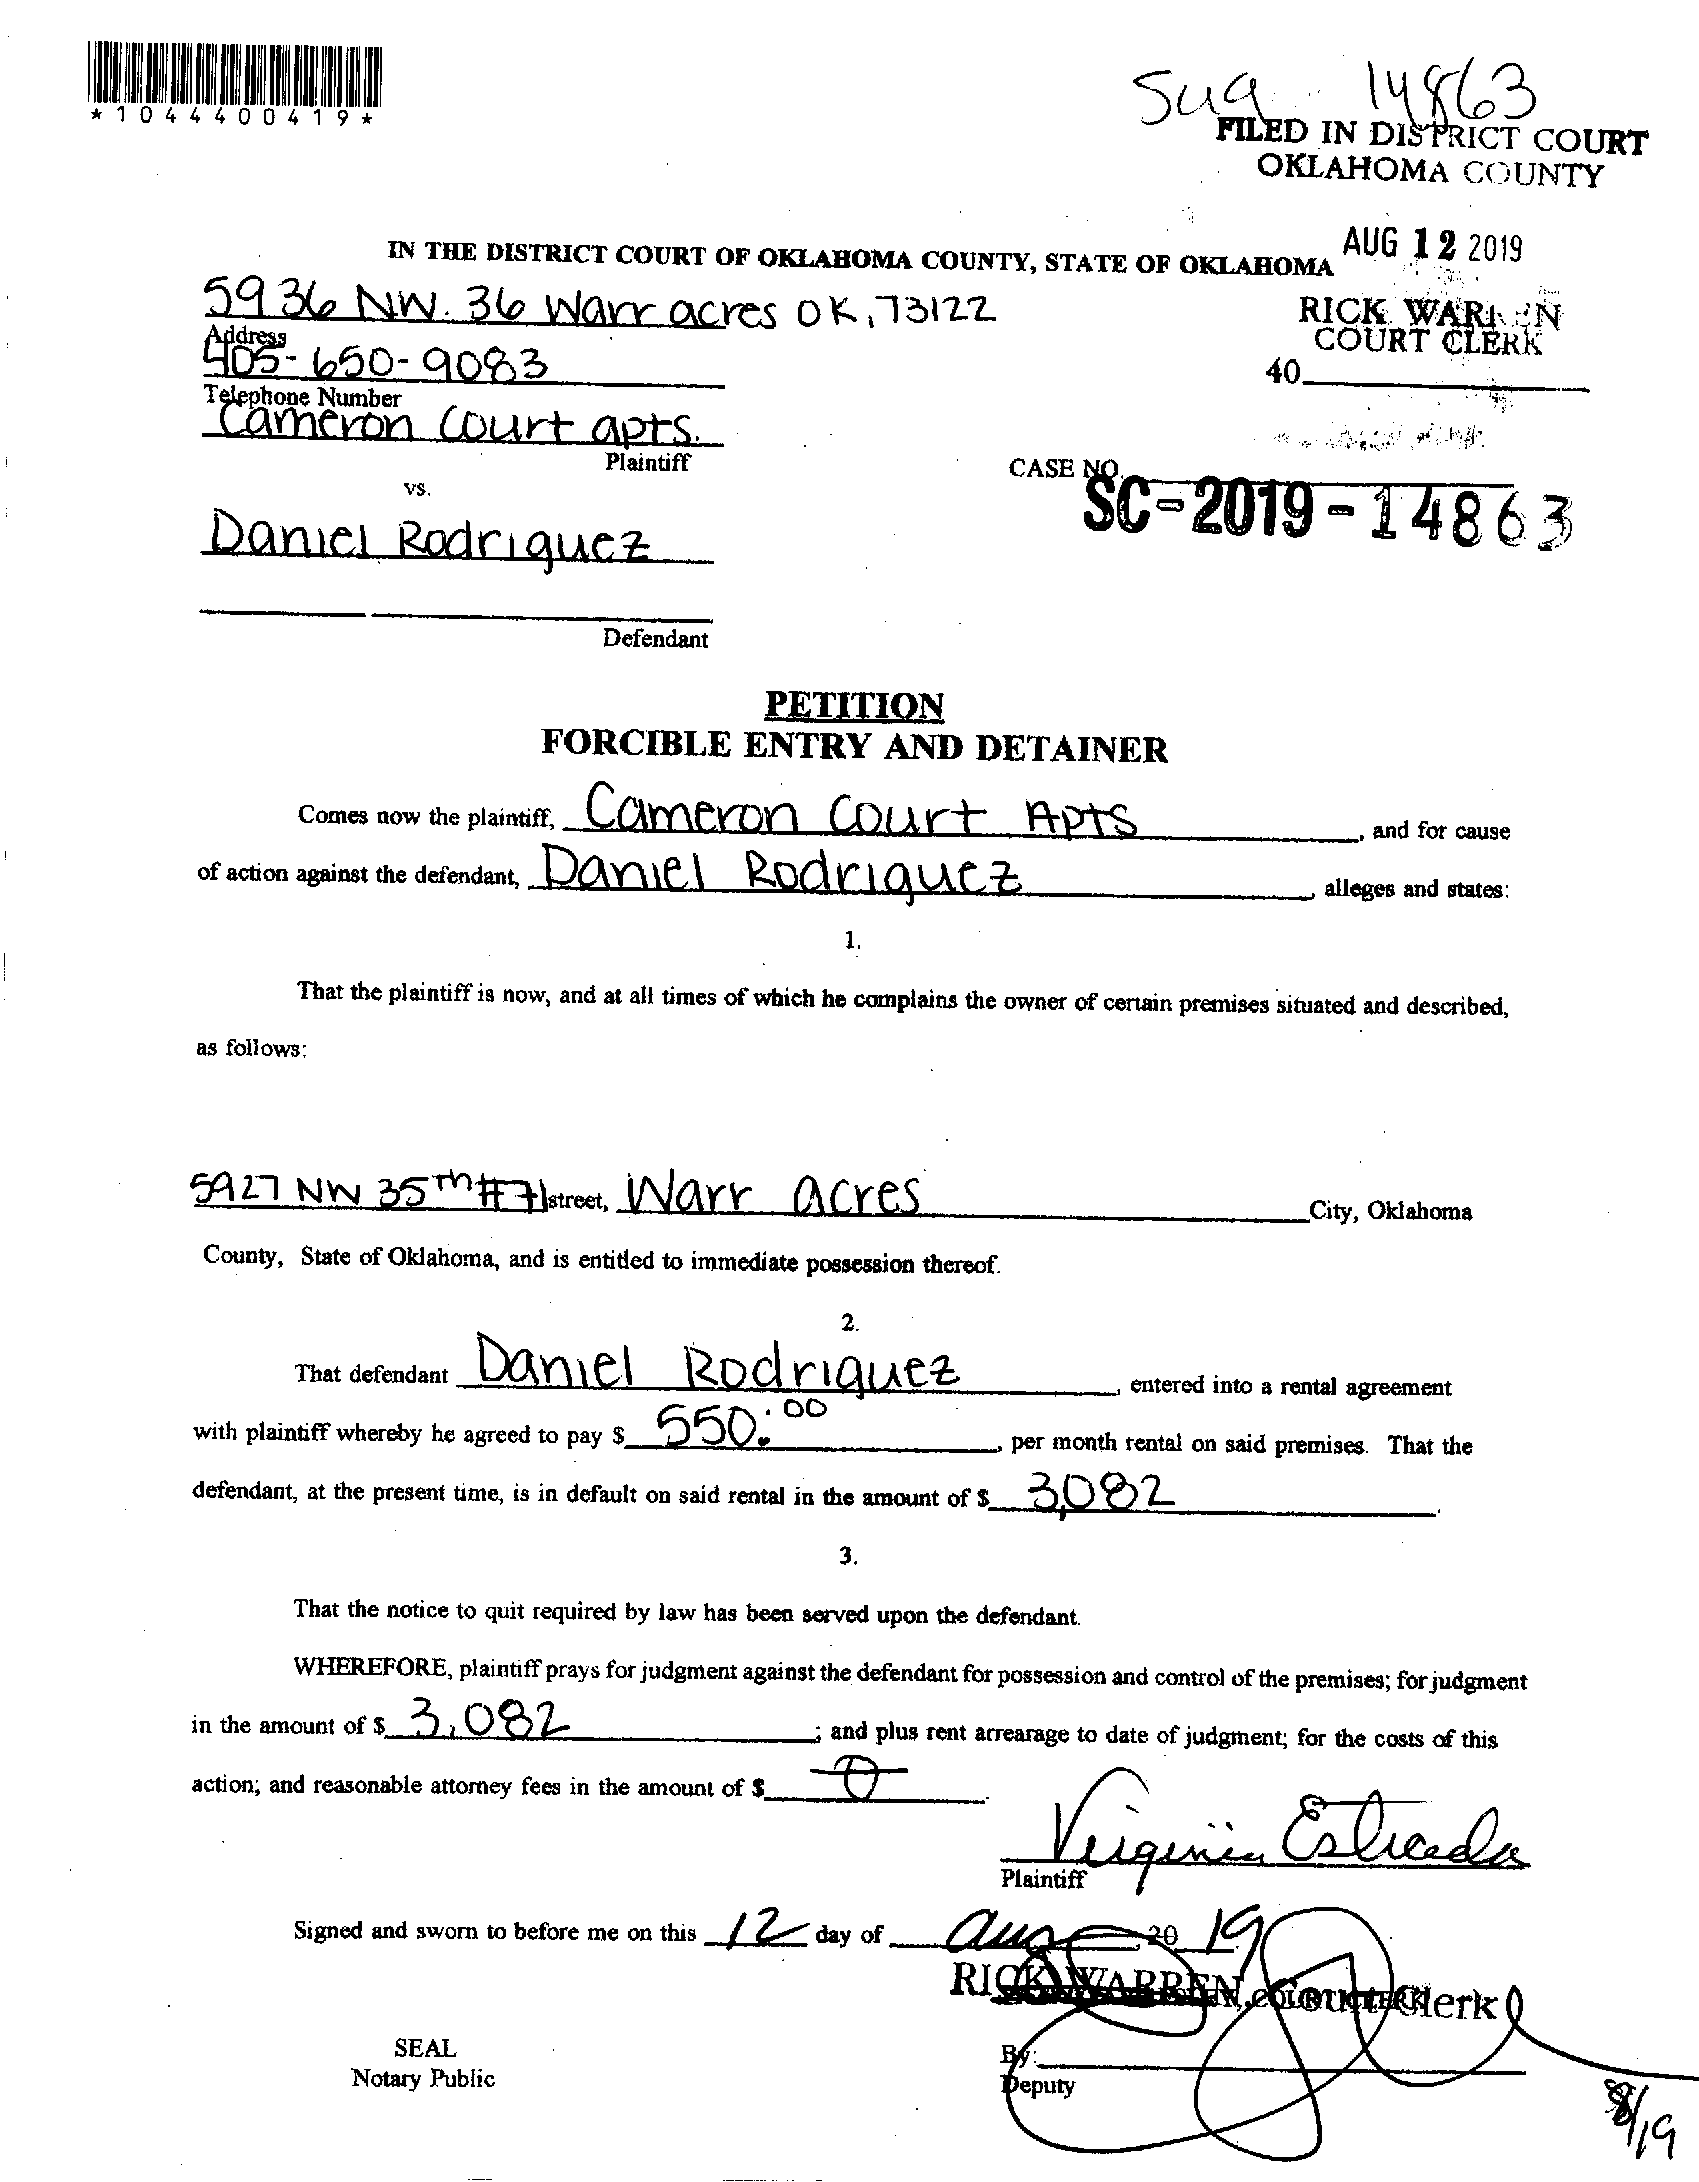 *1044400419*
Sug 14863
FILED IN DISTRICT COURT
OKLAHOMA COUNTY
AUG 12 2019
IN THE DISTRICT COURT OF OKLAHOMA COUNTY, STATE OF OKLAHOMA
5936 NW. 36 Warr acres OK, 73122
RICK WARREN
COURT CLERK
Address
405-650-9083
40
Telephone Number
Cameron Court apts.
Plaintiff
CASE NO.
SC-2019-14863
vs.
Daniel Rodriguez
Defendant
PETITION
FORCIBLE ENTRY AND DETAINER
Comes now the plaintiff, Cameron Court Apts, and for cause
of action against the defendant, Daniel Rodriguez, alleges and states:
1.
That the plaintiff is now, and at all times of which he complains the owner of certain premises situated and described,
as follows:
5927 NW 35TH #71 street, Warr acres City, Oklahoma
County, State of Oklahoma, and is entitled to immediate possession thereof.
2.
That defendant Daniel Rodriguez, entered into a rental agreement
with plaintiff whereby he agreed to pay $ 550.00, per month rental on said premises. That the
defendant, at the present time, is in default on said rental in the amount of $ 3,082.
3.
That the notice to quit required by law has been served upon the defendant.
WHEREFORE, plaintiff prays for judgment against the defendant for possession and control of the premises; for judgment
in the amount of $ 3,082; and plus rent arrearage to date of judgment; for the costs of this
action; and reasonable attorney fees in the amount of $ 0.
Virginia Estrada
Plaintiff
Signed and sworn to before me on this 12 day of aug 20 19
RICK WARREN, Court Clerk
SEAL
Notary Public
By:
Deputy
8/19